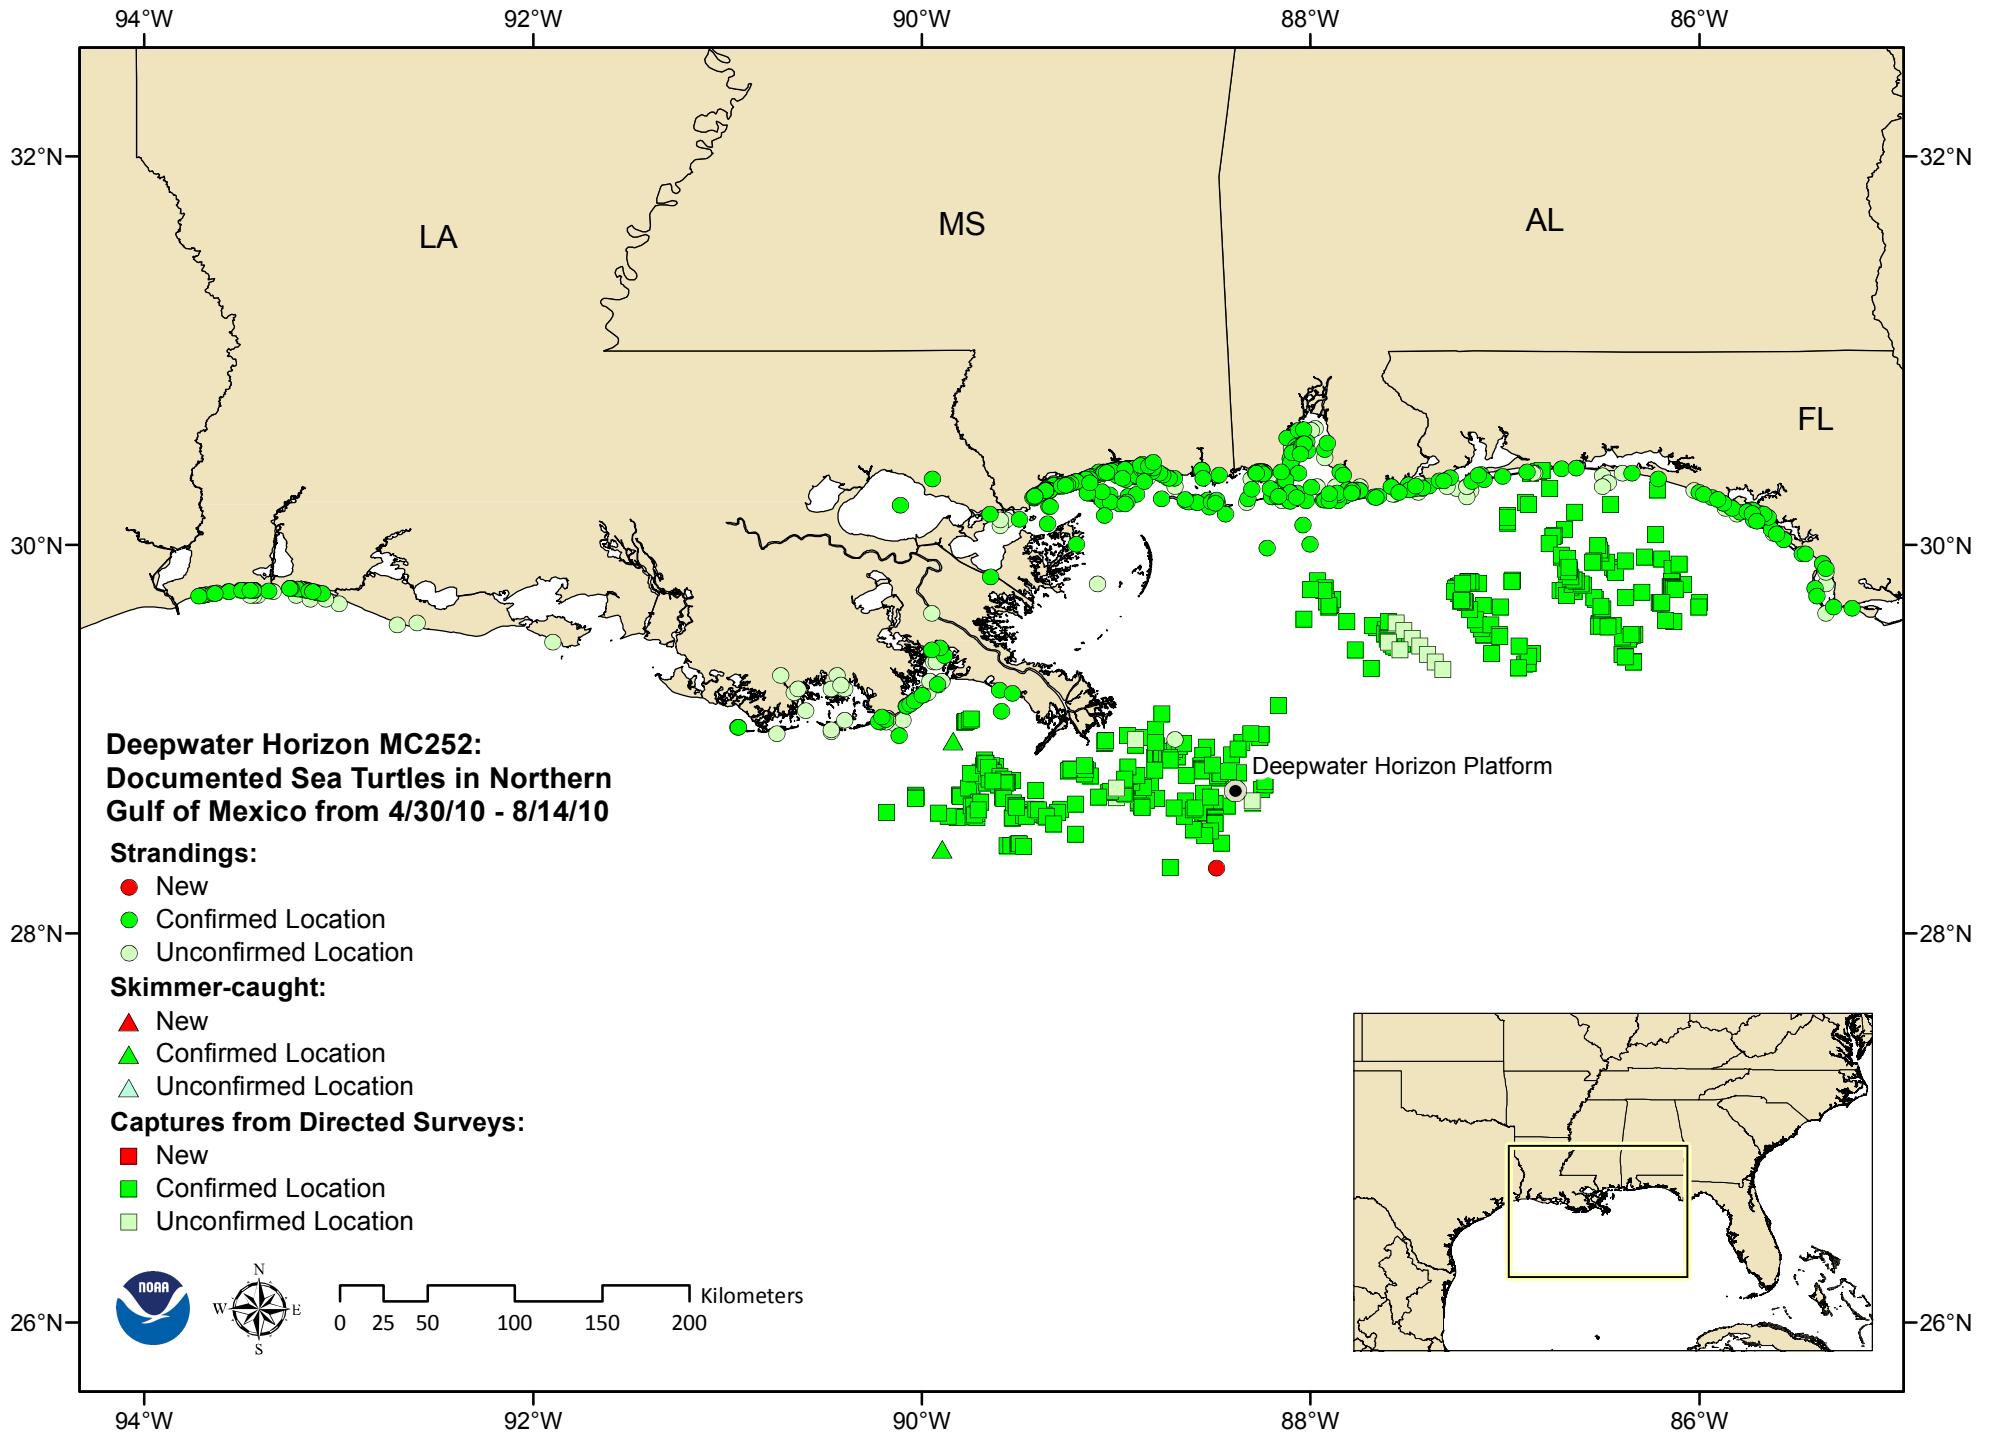 94°W 92°W 90°W 88°W 86°W
32°N 32°N
LA MS AL
FL
30°N 30°N
Deepwater Horizon MC252:
Documented Sea Turtles in Northern
Gulf of Mexico from 4/30/10 - 8/14/10
Deepwater Horizon Platform
Strandings:
New
Confirmed Location
Unconfirmed Location
28°N 28°N
Skimmer-caught:
New
Confirmed Location
Unconfirmed Location
Captures from Directed Surveys:
New
Confirmed Location
Unconfirmed Location
NOAA
N
W E
S
Kilometers
0 25 50 100 150 200
26°N 26°N
94°W 92°W 90°W 88°W 86°W